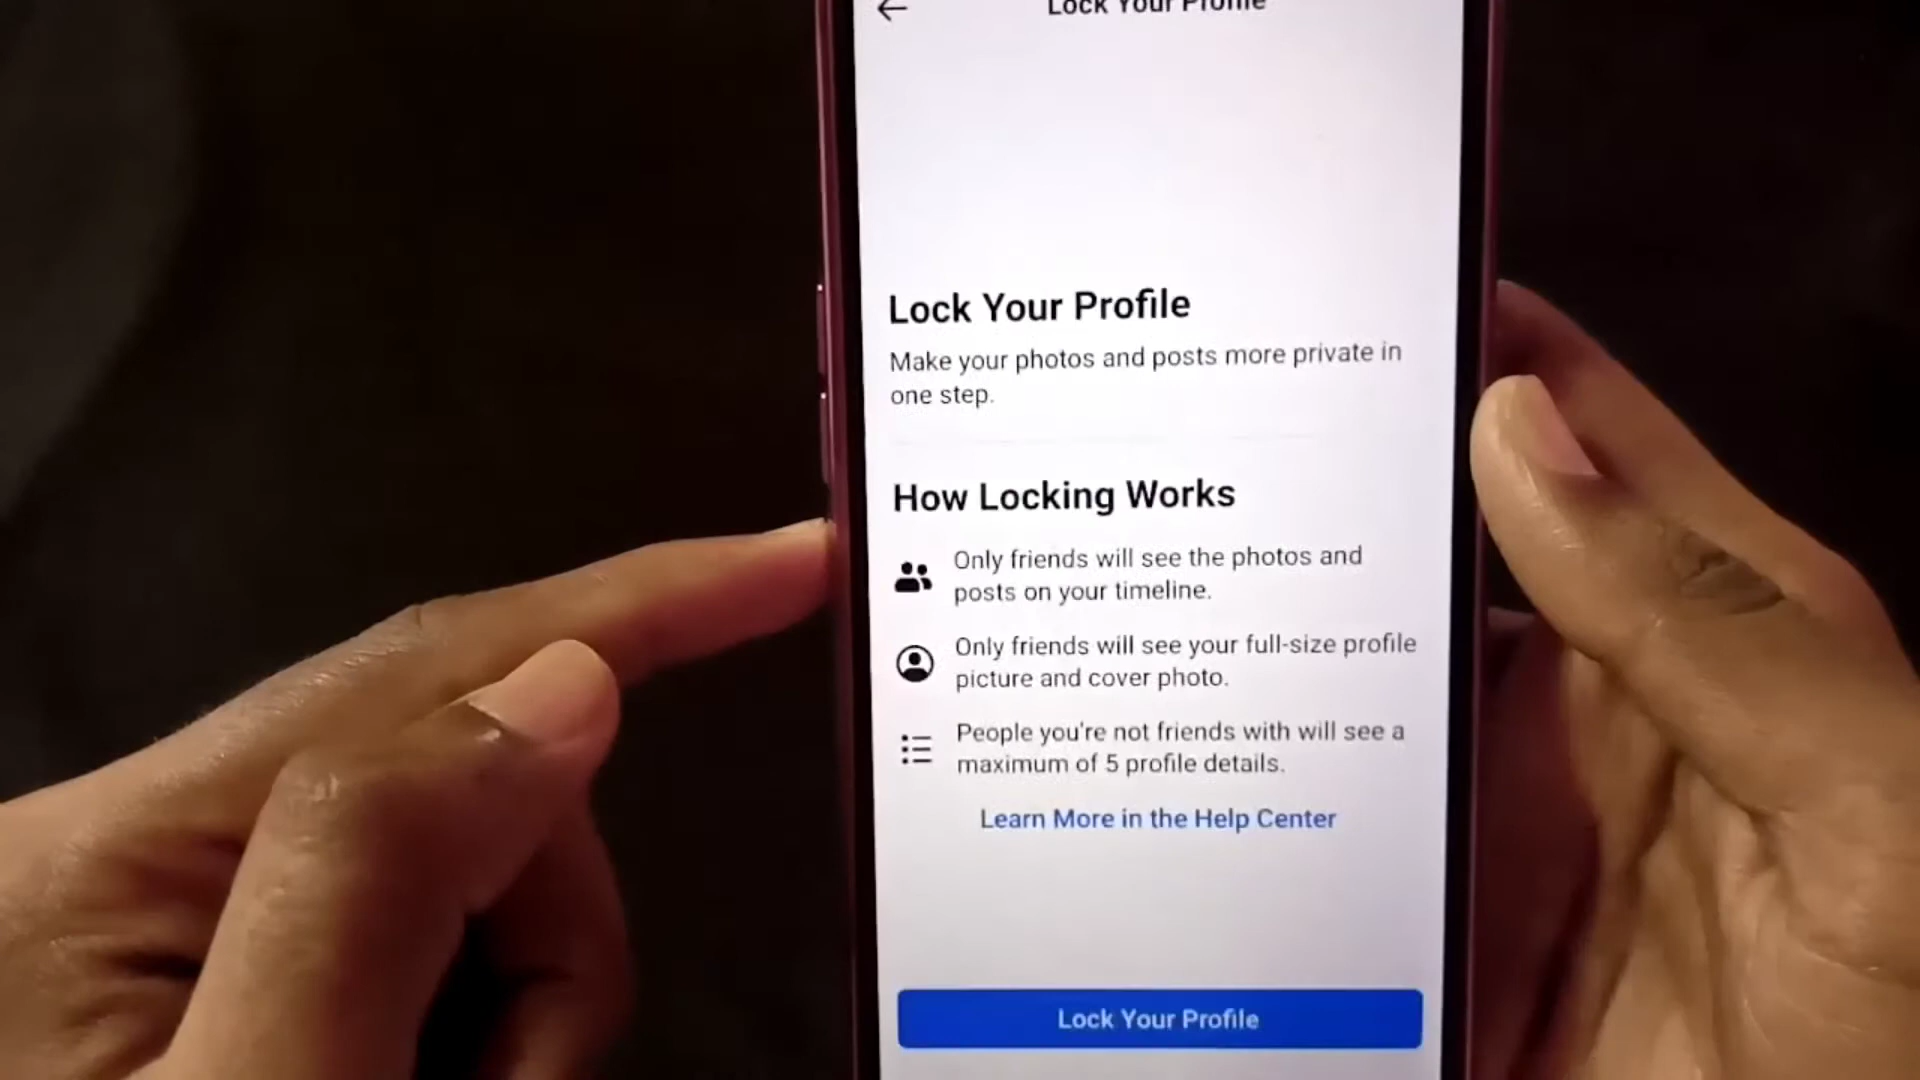 Lock Your Profile
Lock Your Profile
Make your photos and posts more private in
one step.
How Locking Works
Only friends will see the photos and
posts on your timeline.
Only friends will see your full-size profile
picture and cover photo.
People you're not friends with will see a
maximum of 5 profile details.
Learn More in the Help Center
Lock Your Profile